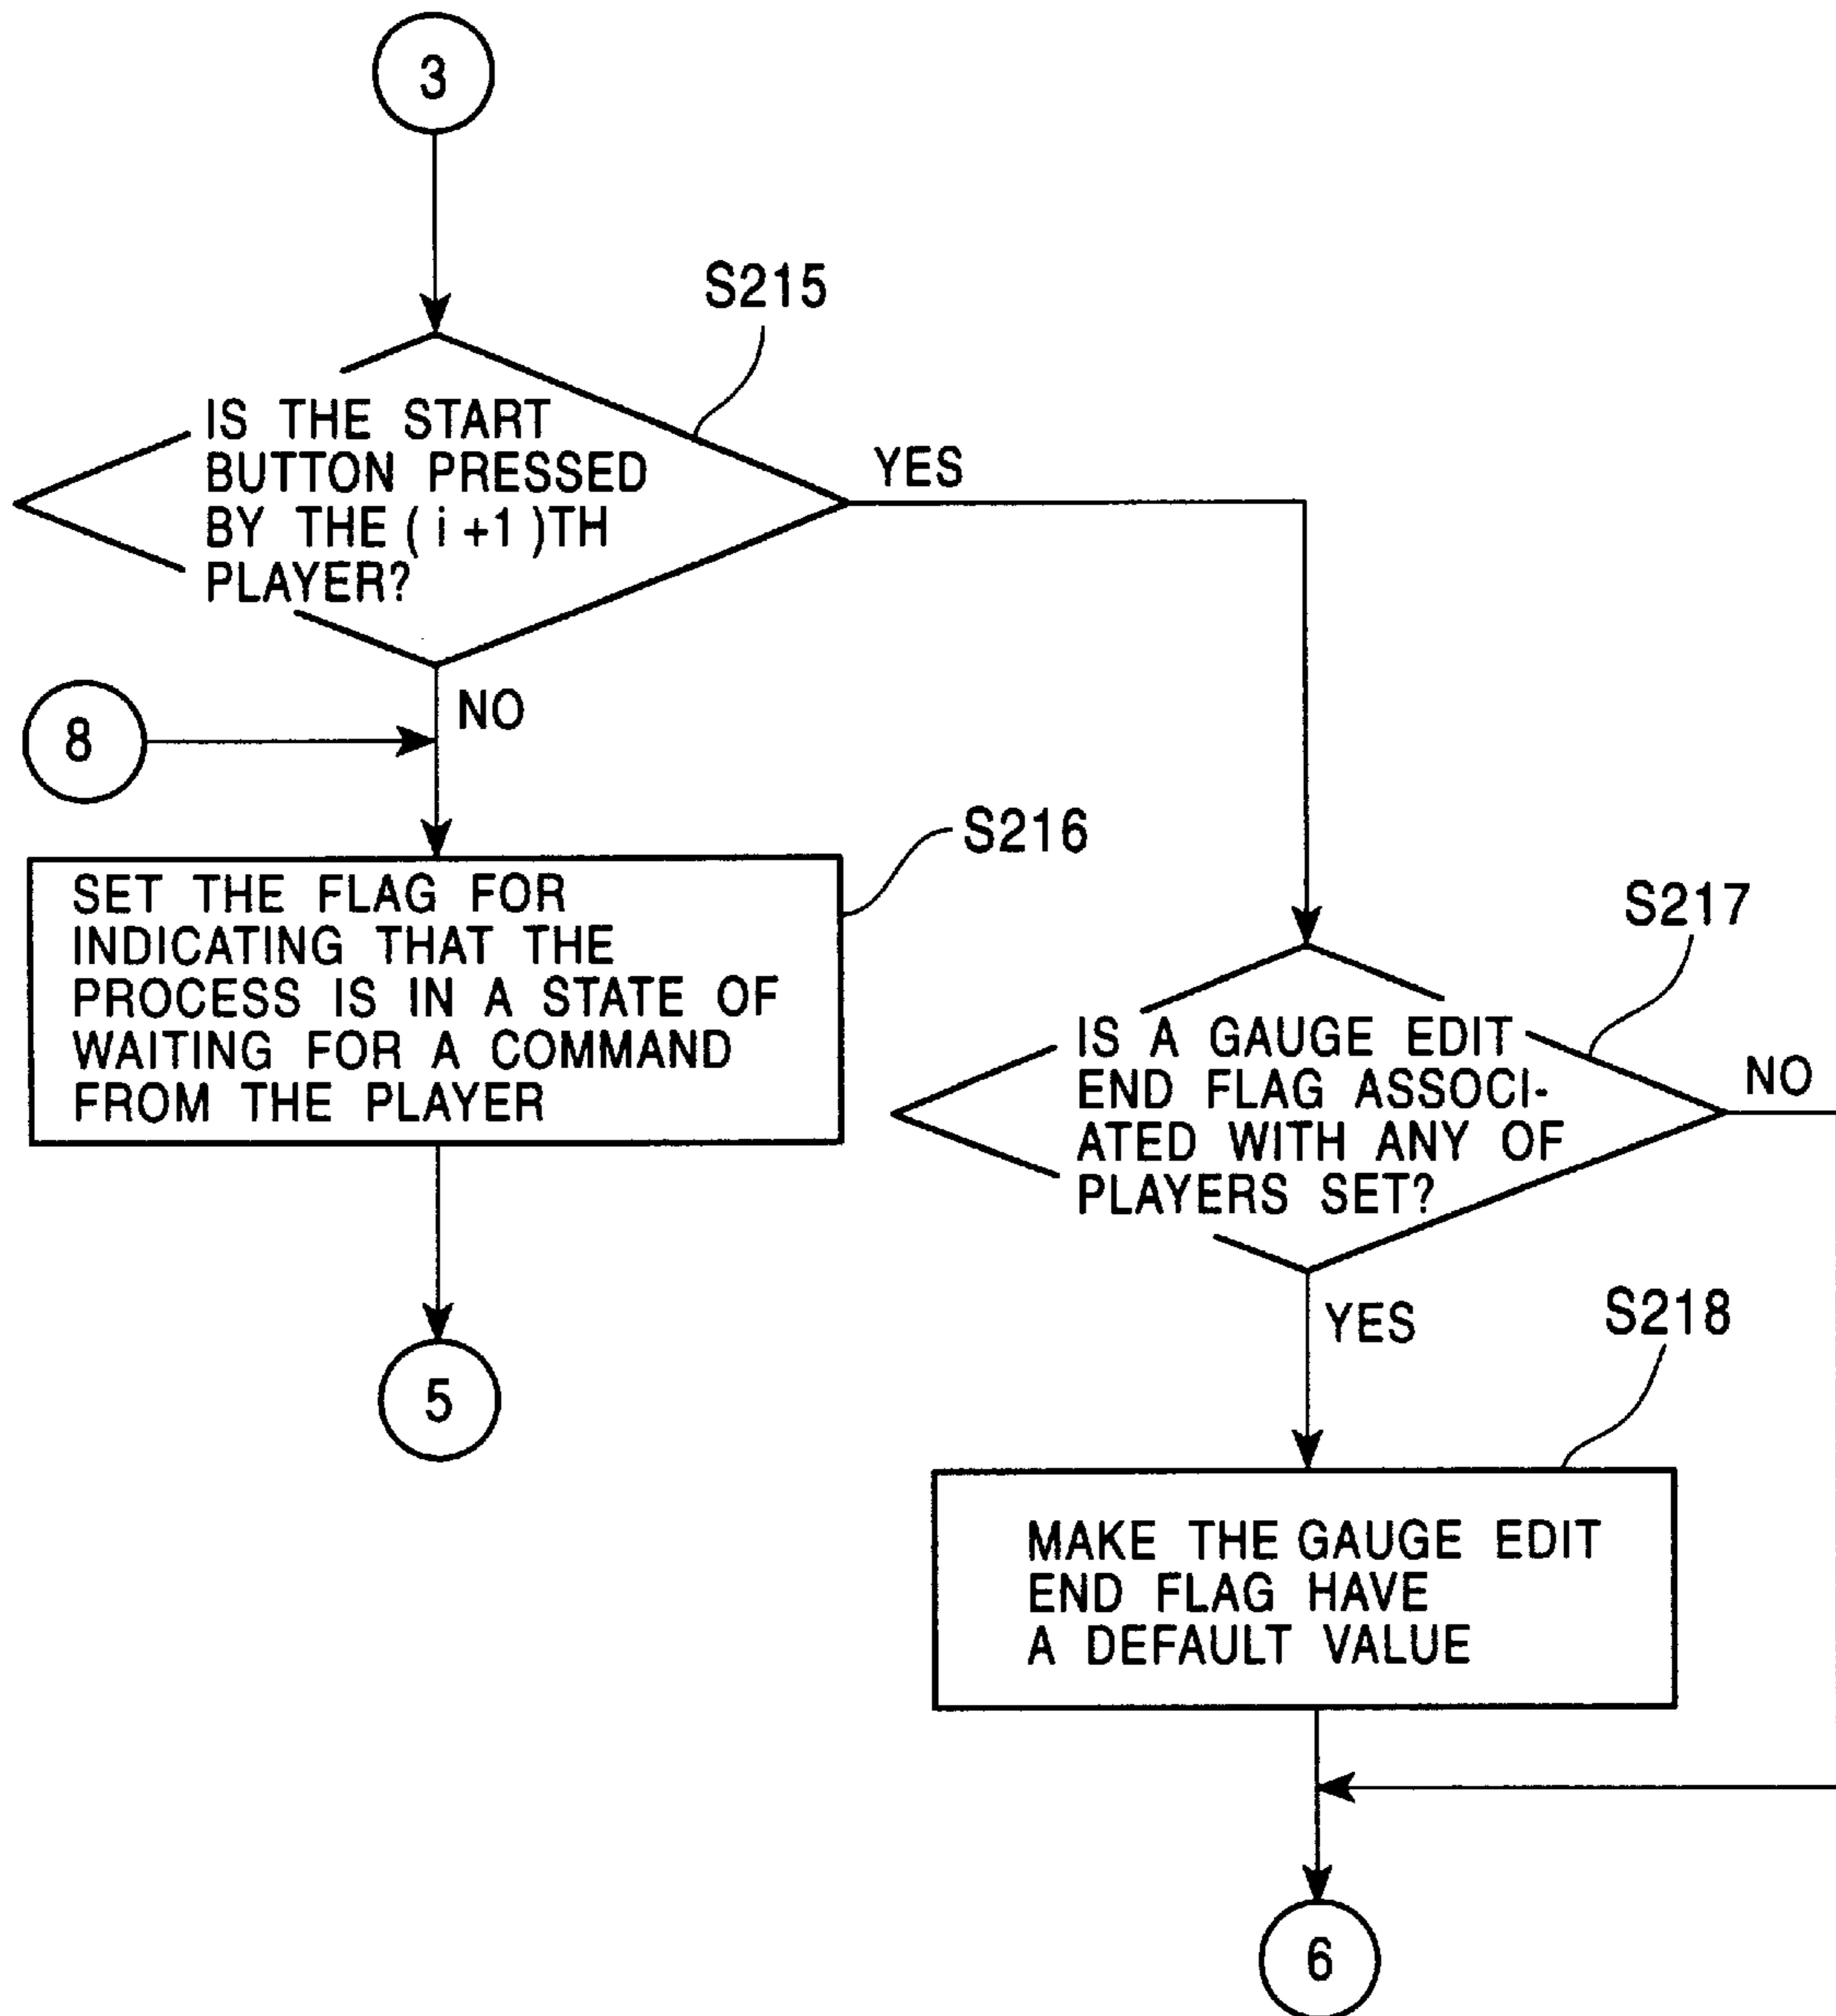 3
S215
IS THE START
BUTTON PRESSED
BY THE (i+1)TH
PLAYER?
YES
NO
8
S216
SET THE FLAG FOR
INDICATING THAT THE
PROCESS IS IN A STATE OF
WAITING FOR A COMMAND
FROM THE PLAYER
5
S217
IS A GAUGE EDIT
END FLAG ASSOCI-
ATED WITH ANY OF
PLAYERS SET?
NO
YES
S218
MAKE THE GAUGE EDIT
END FLAG HAVE
A DEFAULT VALUE
6